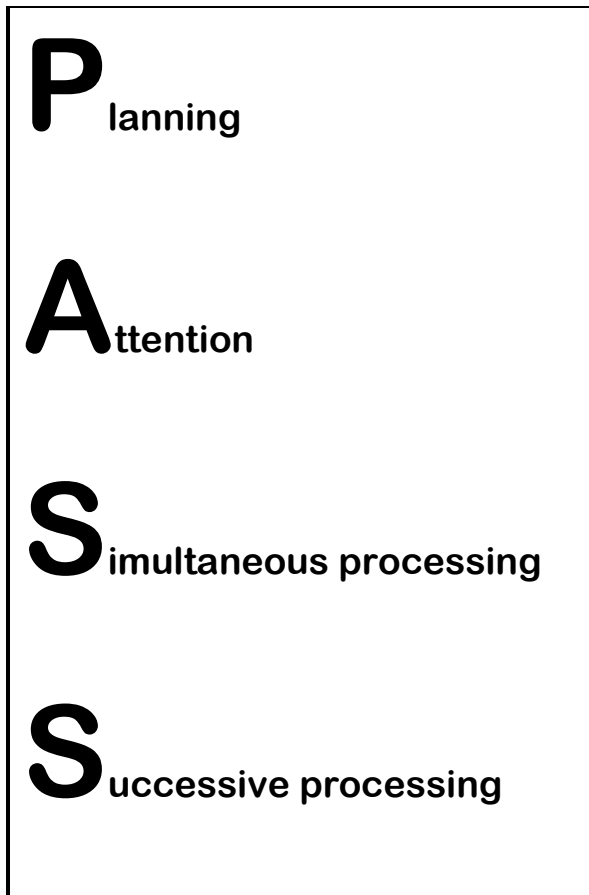 Planning
Attention
Simultaneous processing
Successive processing